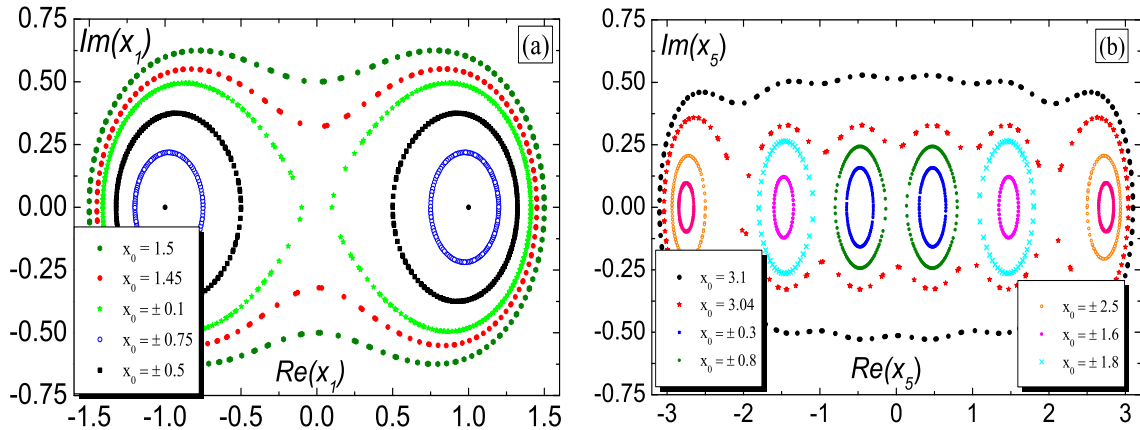 Im(x1)
(a)
0.75
0.50
0.25
0.00
-0.25
-0.50
-0.75
x0 = 1.5
x0 = 1.45
x0 = ± 0.1
x0 = ± 0.75
x0 = ± 0.5
Re(x1)
-1.5 -1.0 -0.5 0.0 0.5 1.0 1.5
Im(x5)
(b)
0.75
0.50
0.25
0.00
-0.25
-0.50
-0.75
x0 = 3.1
x0 = 3.04
x0 = ± 0.3
x0 = ± 0.8
x0 = ± 2.5
x0 = ± 1.6
x0 = ± 1.8
Re(x5)
-3 -2 -1 0 1 2 3